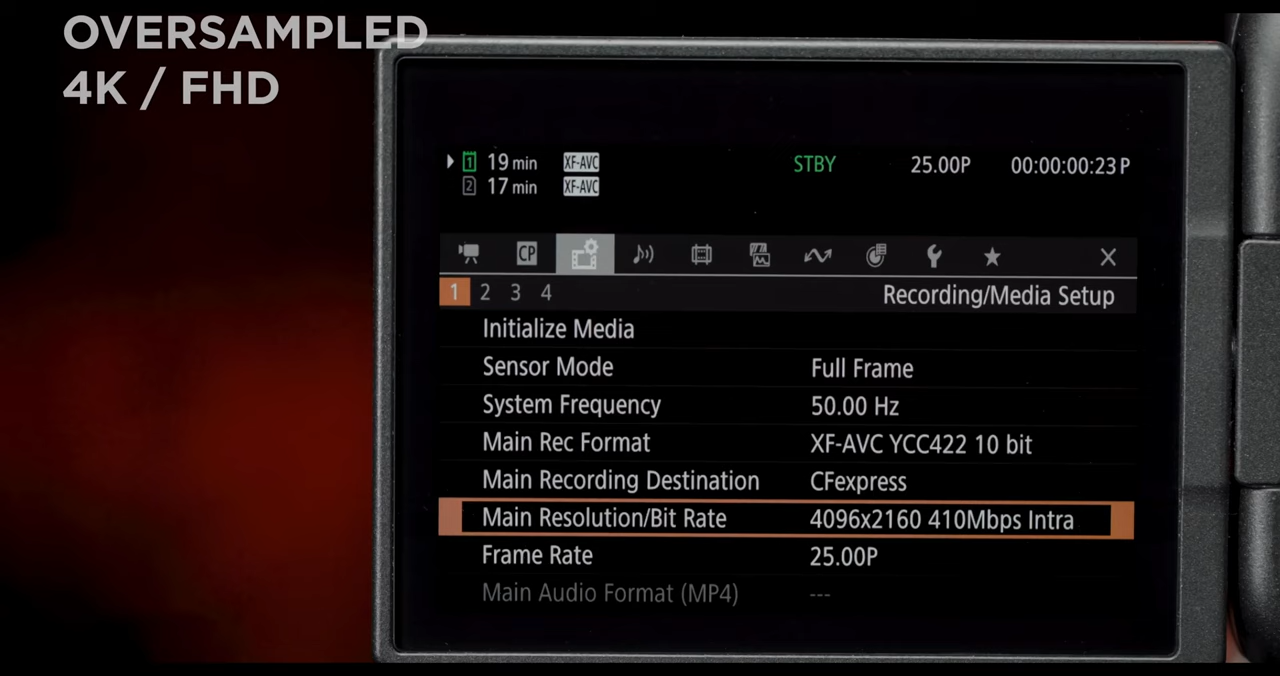 OVERSAMPLED
4K / FHD
1 19 min XF-AVC STBY 25.00P 00:00:00:23 P
2 17 min XF-AVC
CP
1 2 3 4 Recording/Media Setup
Initialize Media
Sensor Mode Full Frame
System Frequency 50.00 Hz
Main Rec Format XF-AVC YCC422 10 bit
Main Recording Destination CFexpress
Main Resolution/Bit Rate 4096x2160 410Mbps Intra
Frame Rate 25.00P
Main Audio Format (MP4) ---